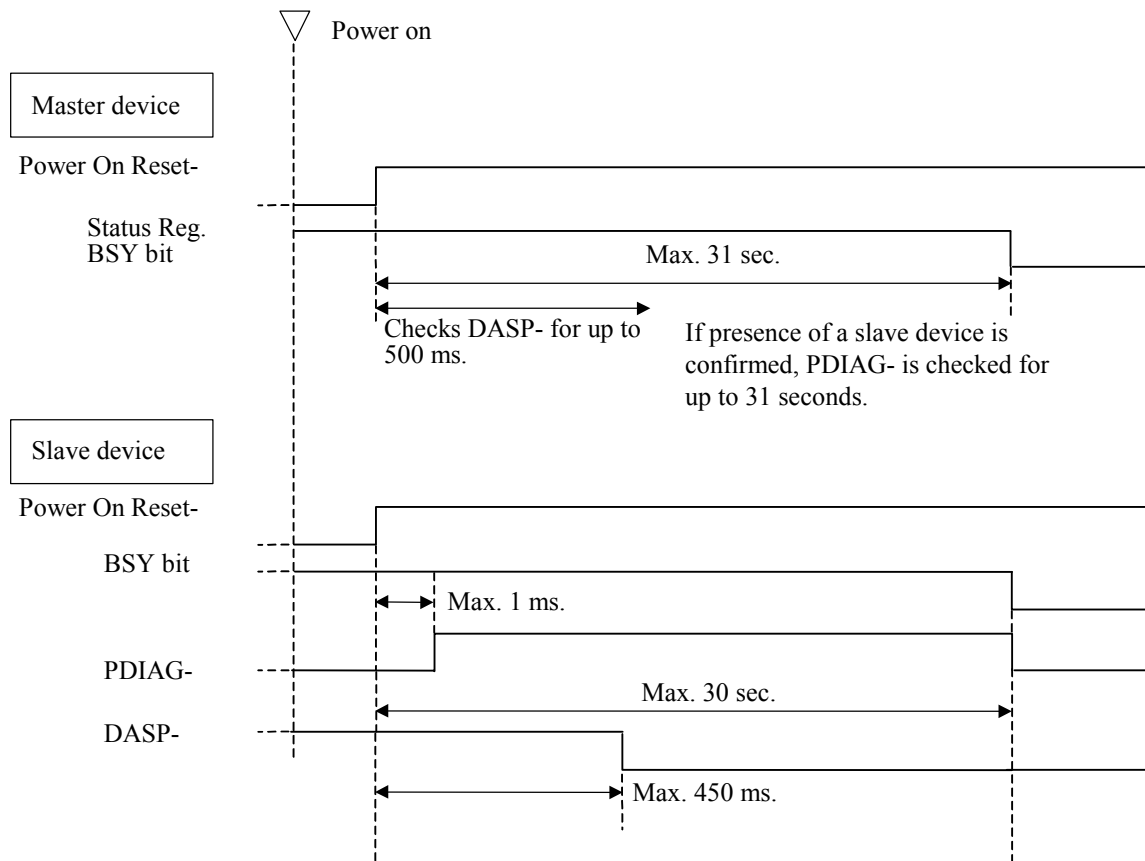 Power on
Master device
Power On Reset-
Status Reg.
BSY bit
Max. 31 sec.
Checks DASP- for up to
500 ms.
If presence of a slave device is
confirmed, PDIAG- is checked for
up to 31 seconds.
Slave device
Power On Reset-
BSY bit
Max. 1 ms.
PDIAG-
Max. 30 sec.
DASP-
Max. 450 ms.